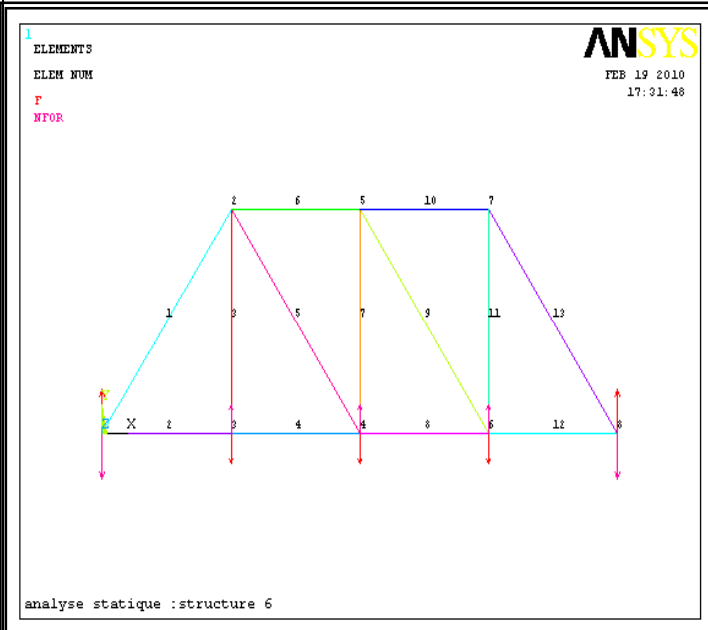 1
ELEMENTS
ELEM NUM
F
NFOR
ANSYS
FEB 19 2010
17:31:48
2 6 5 10 7
1 3 5 7 9 11 13
Y
Z X 2 3 4 4 8 6 12 8
analyse statique :structure 6